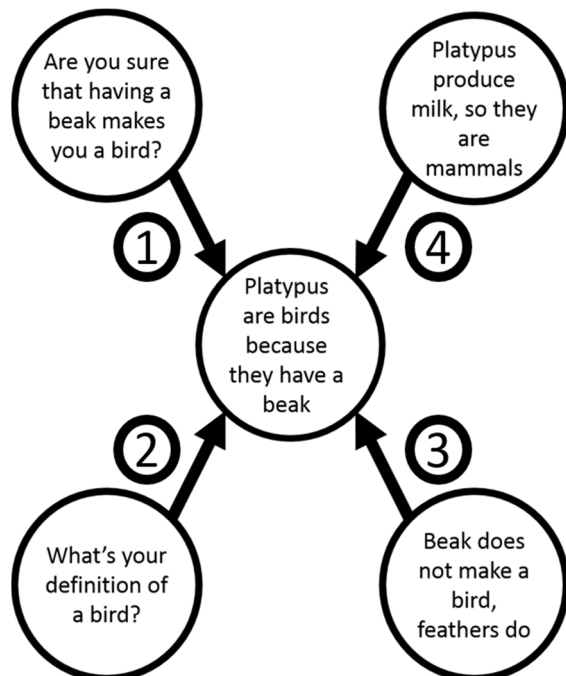 Are you sure
that having a
beak makes
you a bird?
Platypus
produce
milk, so they
are
mammals
1
4
Platypus
are birds
because
they have a
beak
2
3
What's your
definition of
a bird?
Beak does
not make a
bird,
feathers do